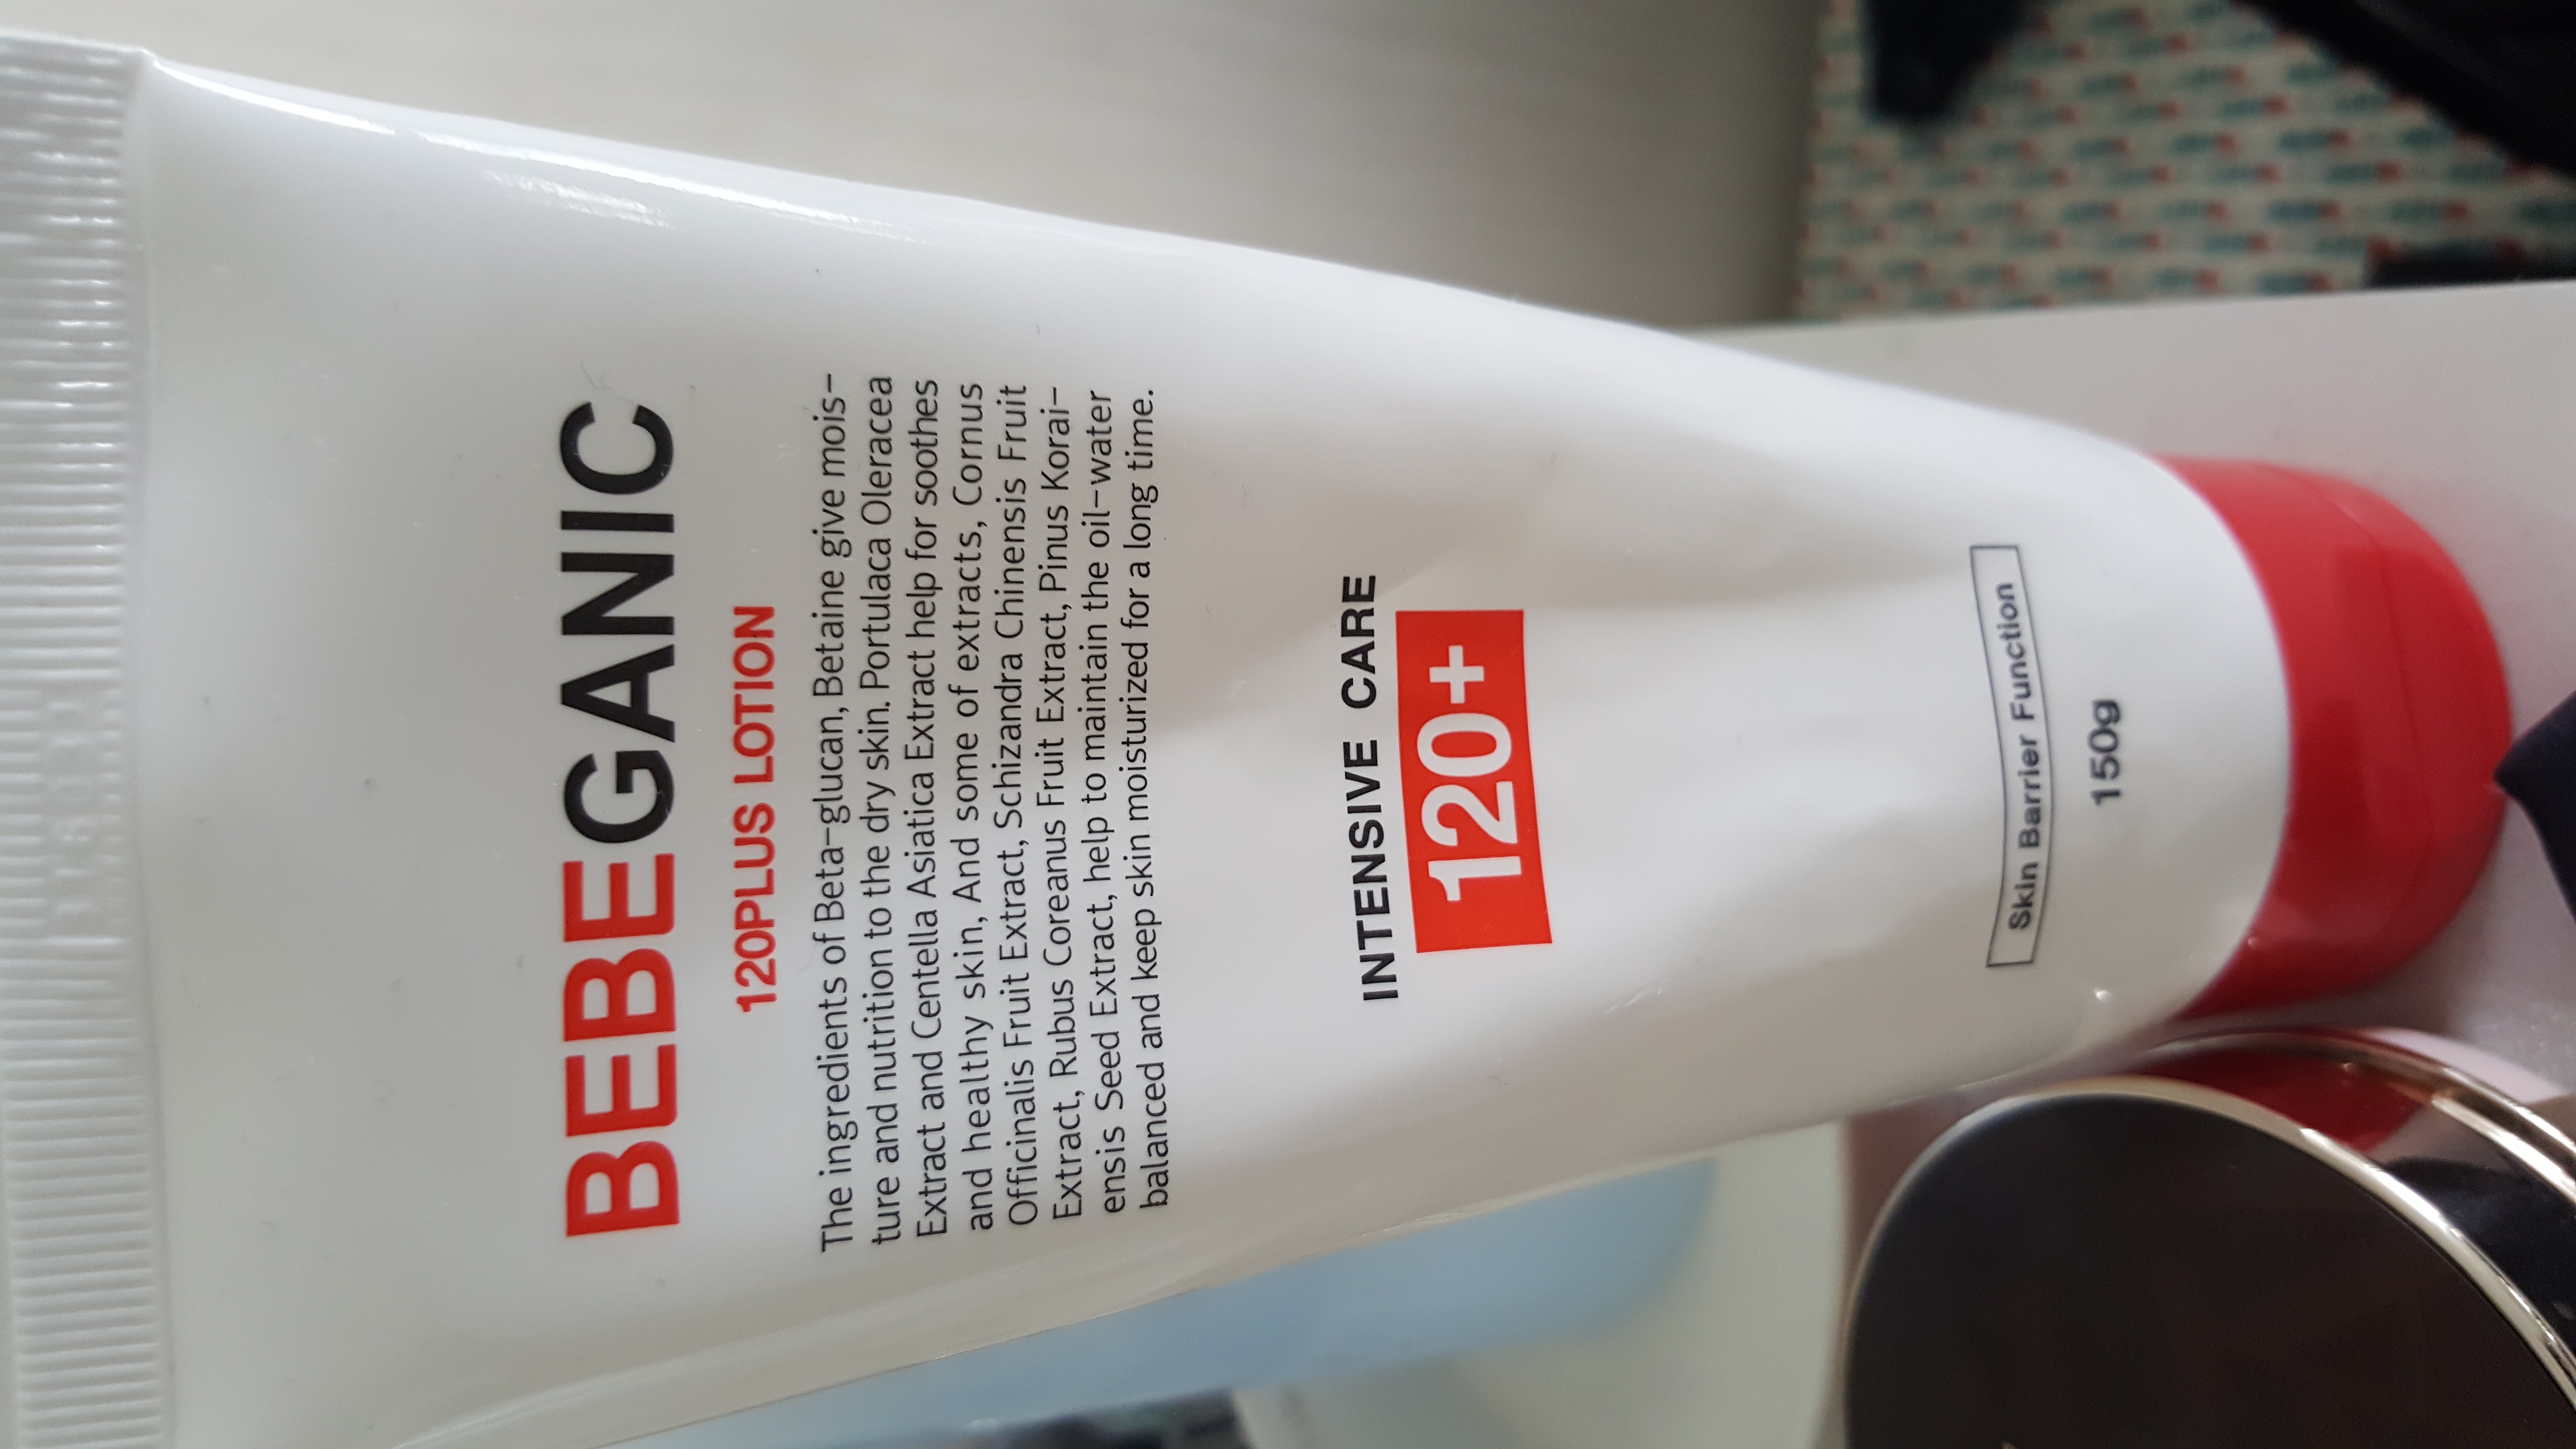 BEBEGANIC
120PLUS LOTION
The ingredients of Beta-glucan, Betaine give mois-
ture and nutrition to the dry skin. Portulaca Oleracea
Extract and Centella Asiatica Extract help for soothes
and healthy skin, And some of extracts, Cornus
Officinalis Fruit Extract, Schizandra Chinensis Fruit
Extract, Rubus Coreanus Fruit Extract, Pinus Korai-
ensis Seed Extract, help to maintain the oil-water
balanced and keep skin moisturized for a long time.
INTENSIVE CARE
120+
Skin Barrier Function
150g